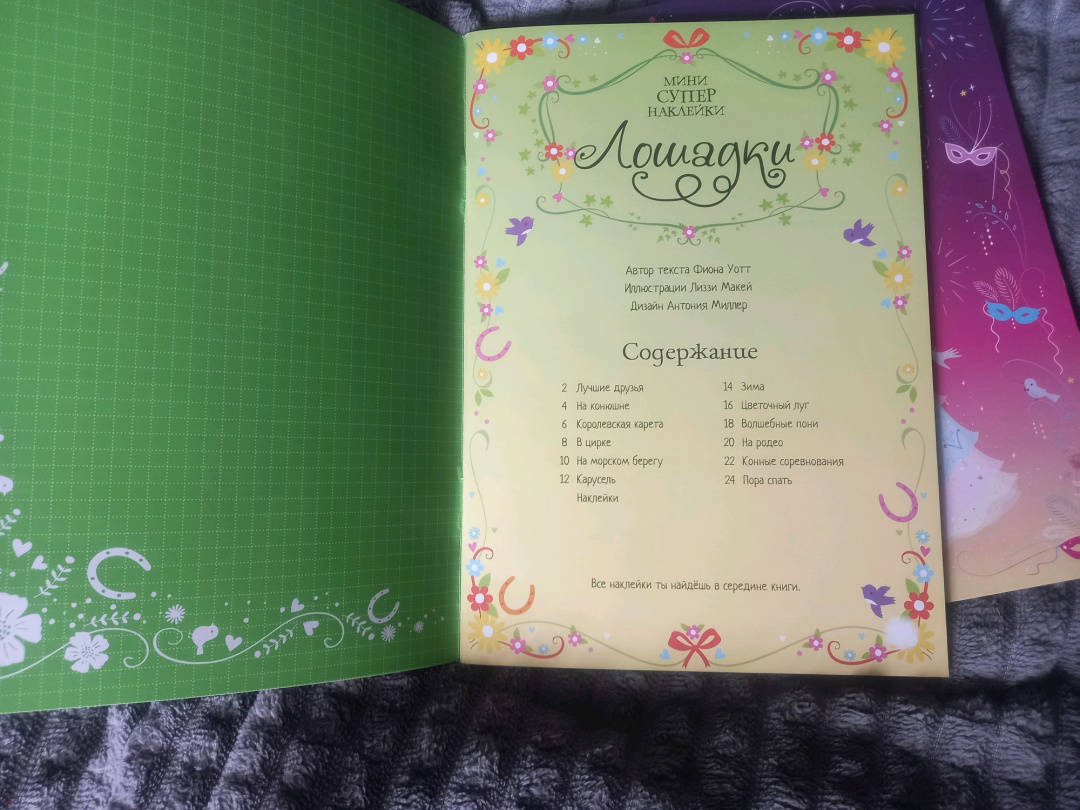 МИНИ
СУПЕР
НАКЛЕЙКИ
Лошадки
Автор текста Фиона Уотт
Иллюстрации Лиззи Макей
Дизайн Антония Миллер
Содержание
2 Лучшие друзья
4 На конюшне
6 Королевская карета
8 В цирке
10 На морском берегу
12 Карусель
Наклейки
14 Зима
16 Цветочный луг
18 Волшебные пони
20 На родео
22 Конные соревнования
24 Пора спать
Все наклейки ты найдёшь в середине книги.